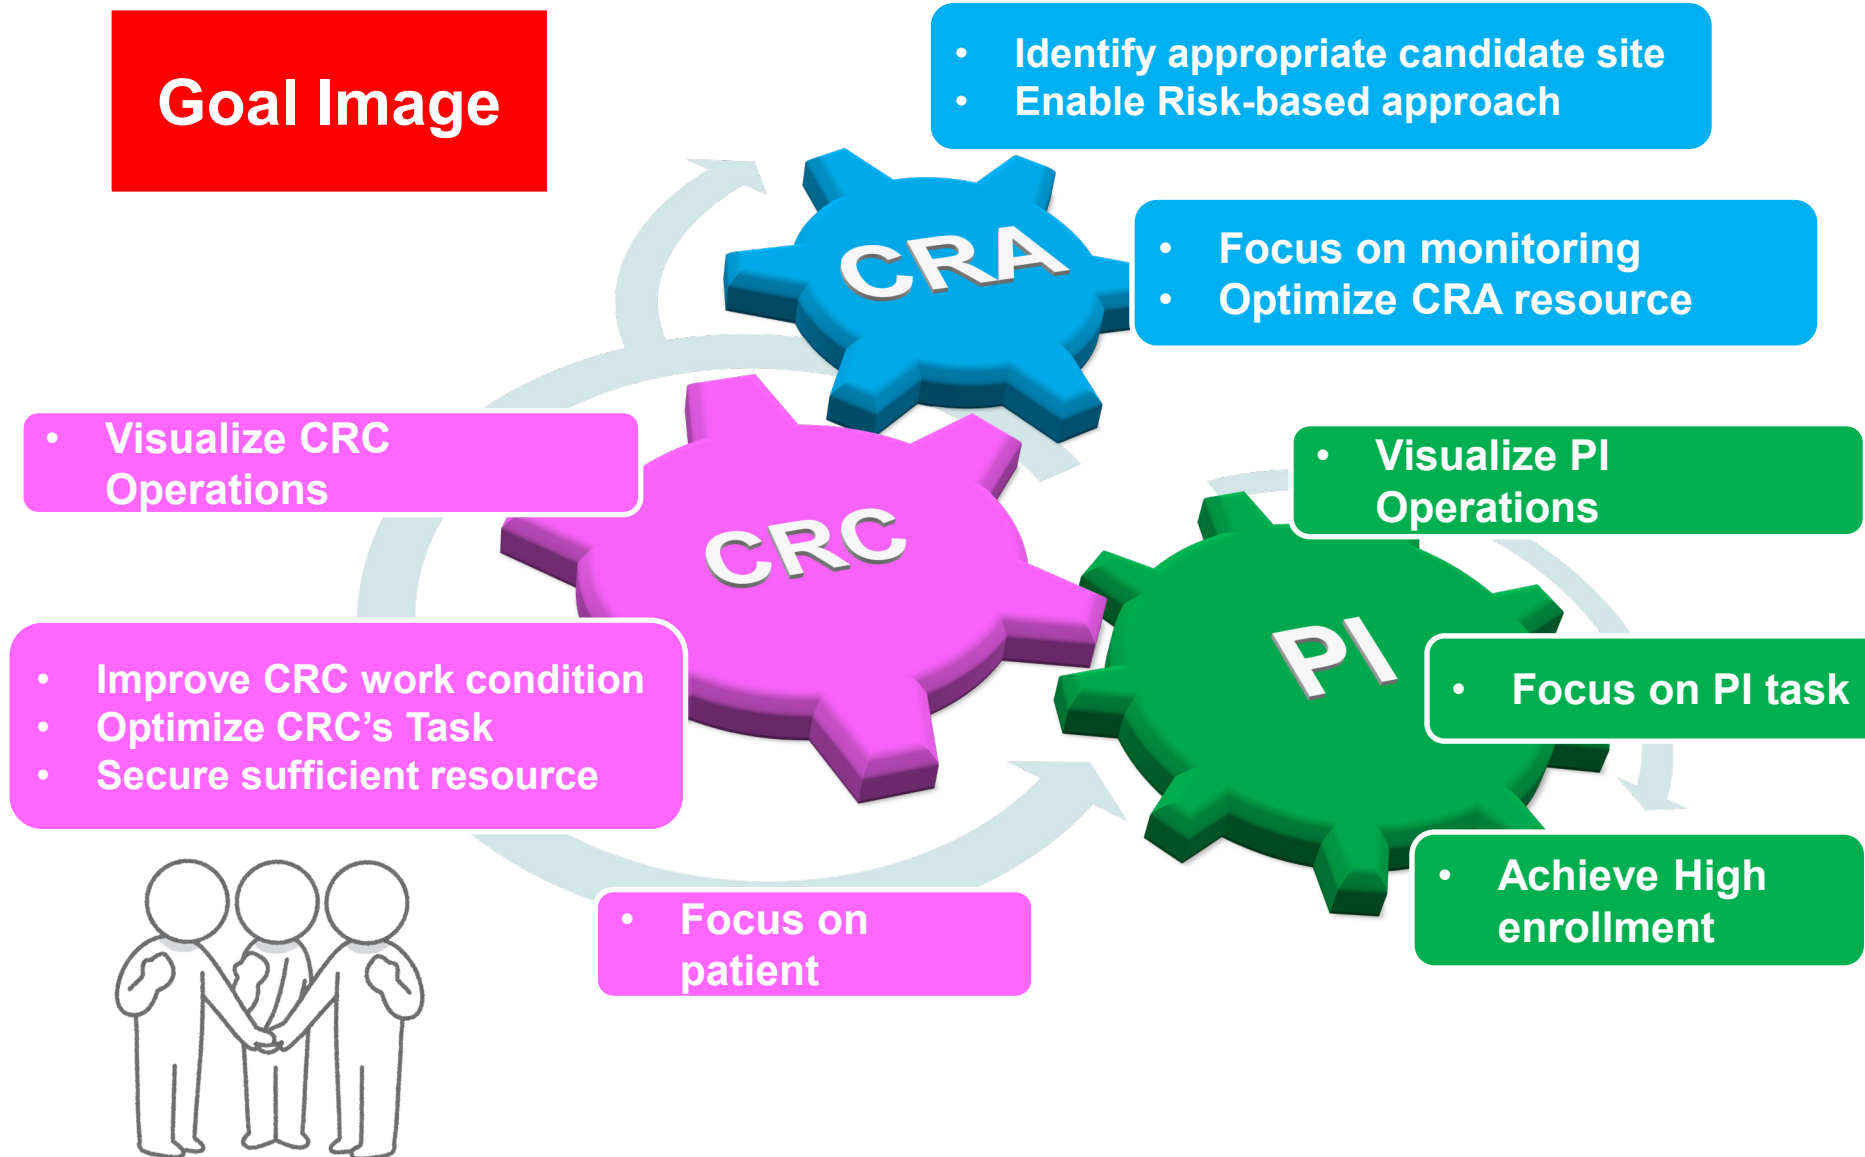 Goal Image
• Identify appropriate candidate site
• Enable Risk-based approach
CRA
• Focus on monitoring
• Optimize CRA resource
• Visualize CRC
Operations
CRC
• Visualize PI
Operations
PI
• Improve CRC work condition
• Optimize CRC’s Task
• Secure sufficient resource
• Focus on PI task
• Focus on
patient
• Achieve High
enrollment